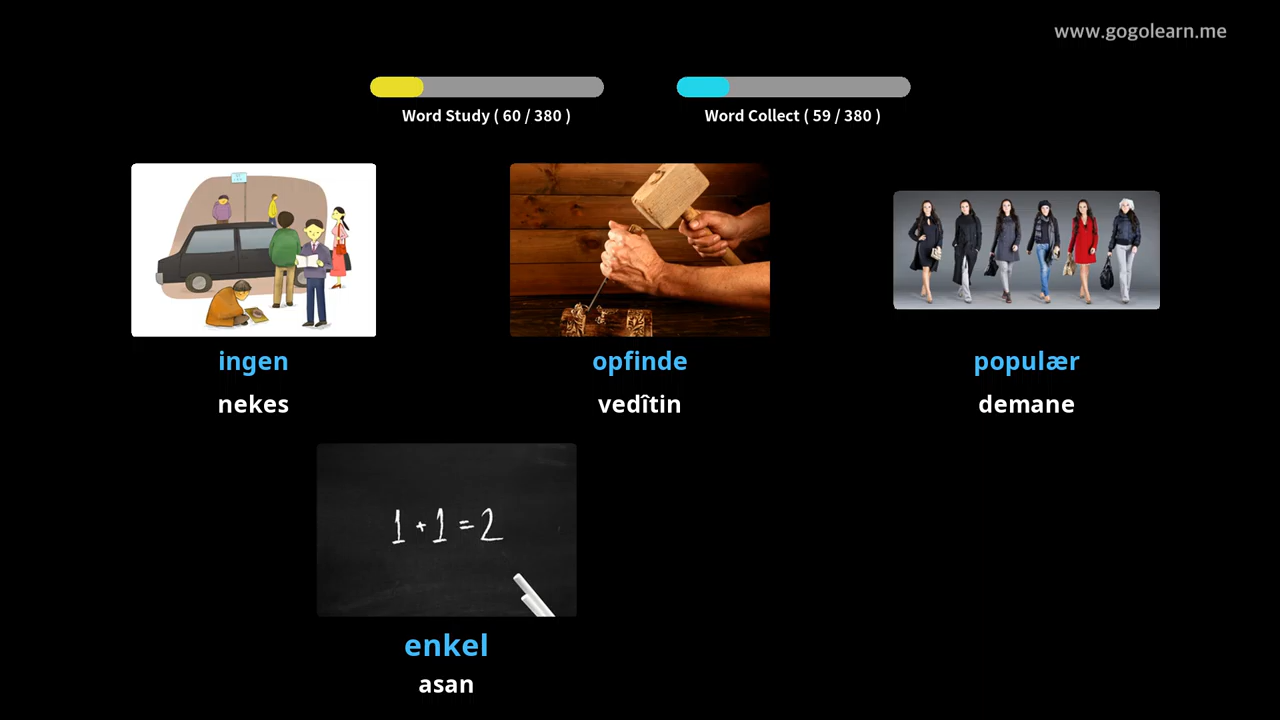 www.gogolearn.me
Word Study ( 60 / 380 )
Word Collect ( 59 / 380 )
ingen
nekes
opfinde
vedîtin
populær
demane
1 + 1 = 2
enkel
asan